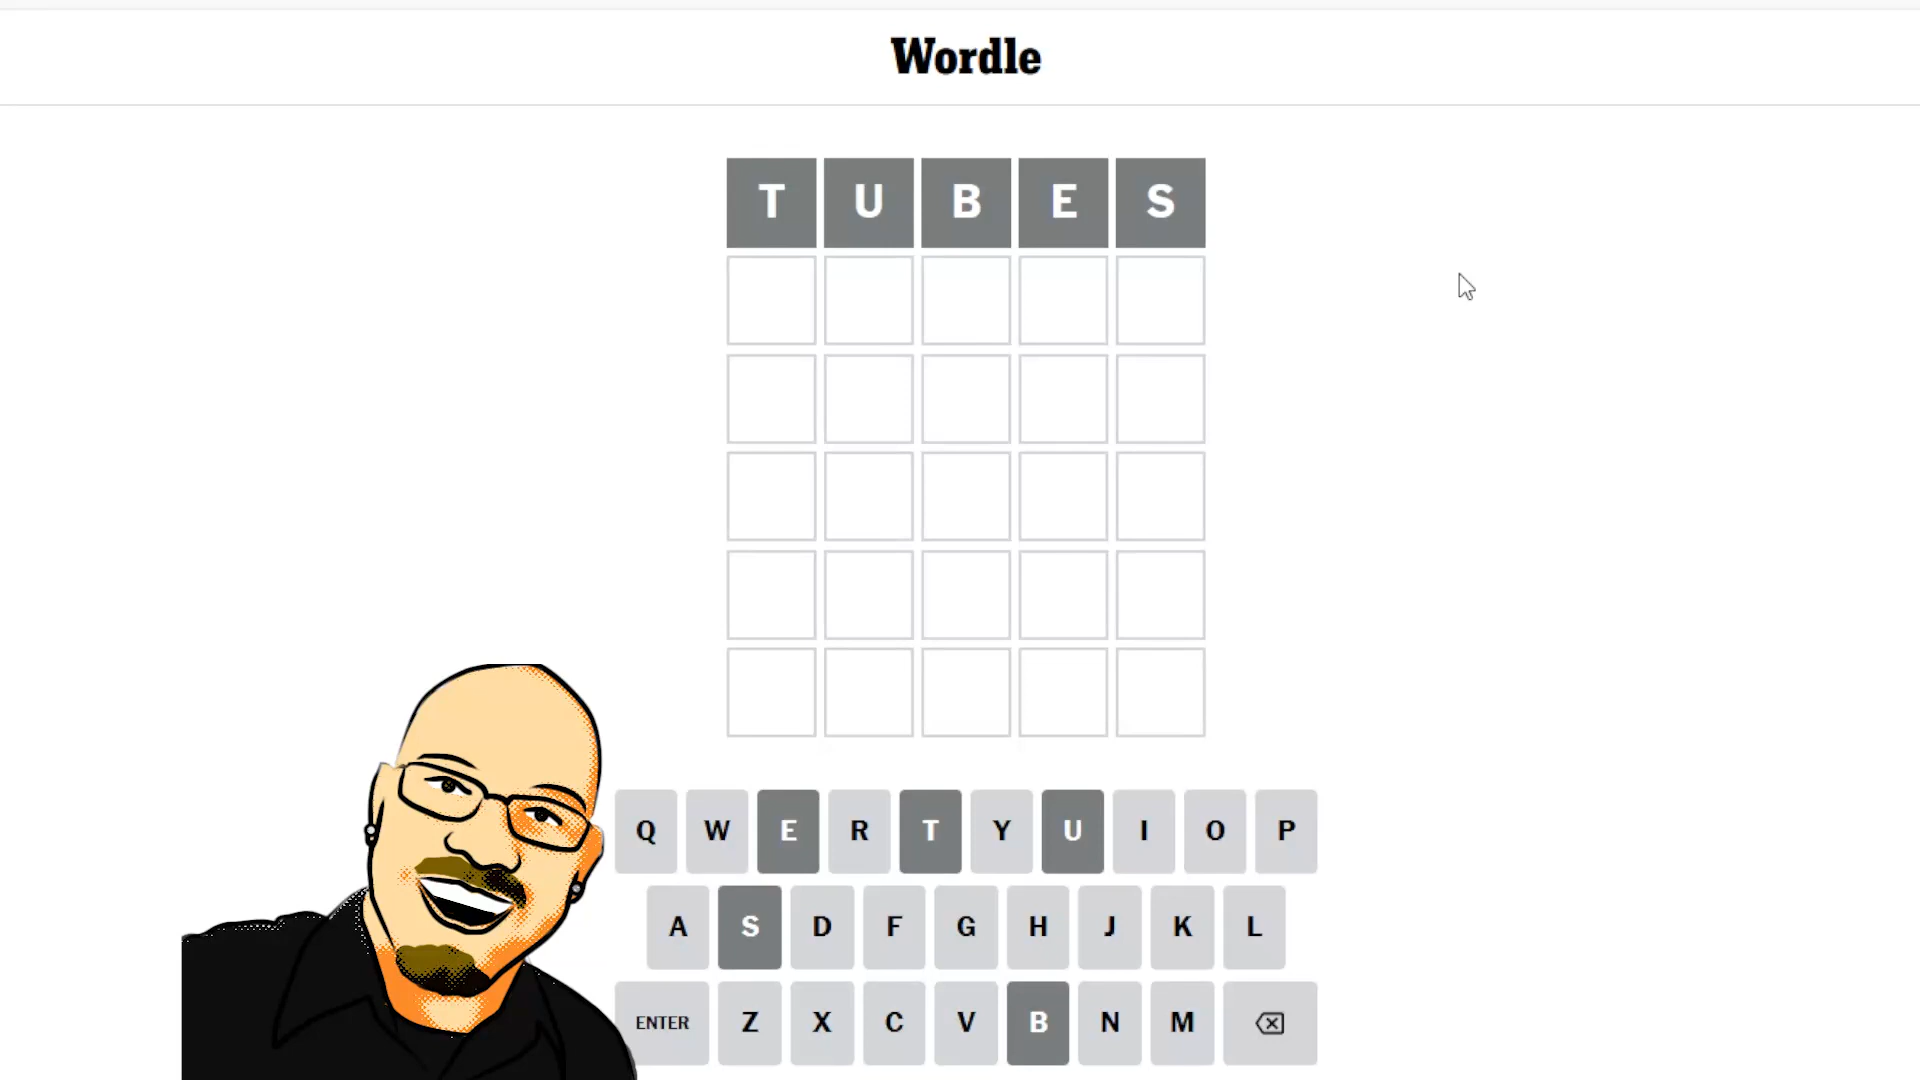 Wordle
T U B E S
Q W E R T Y U I O P
A S D F G H J K L
ENTER Z X C V B N M